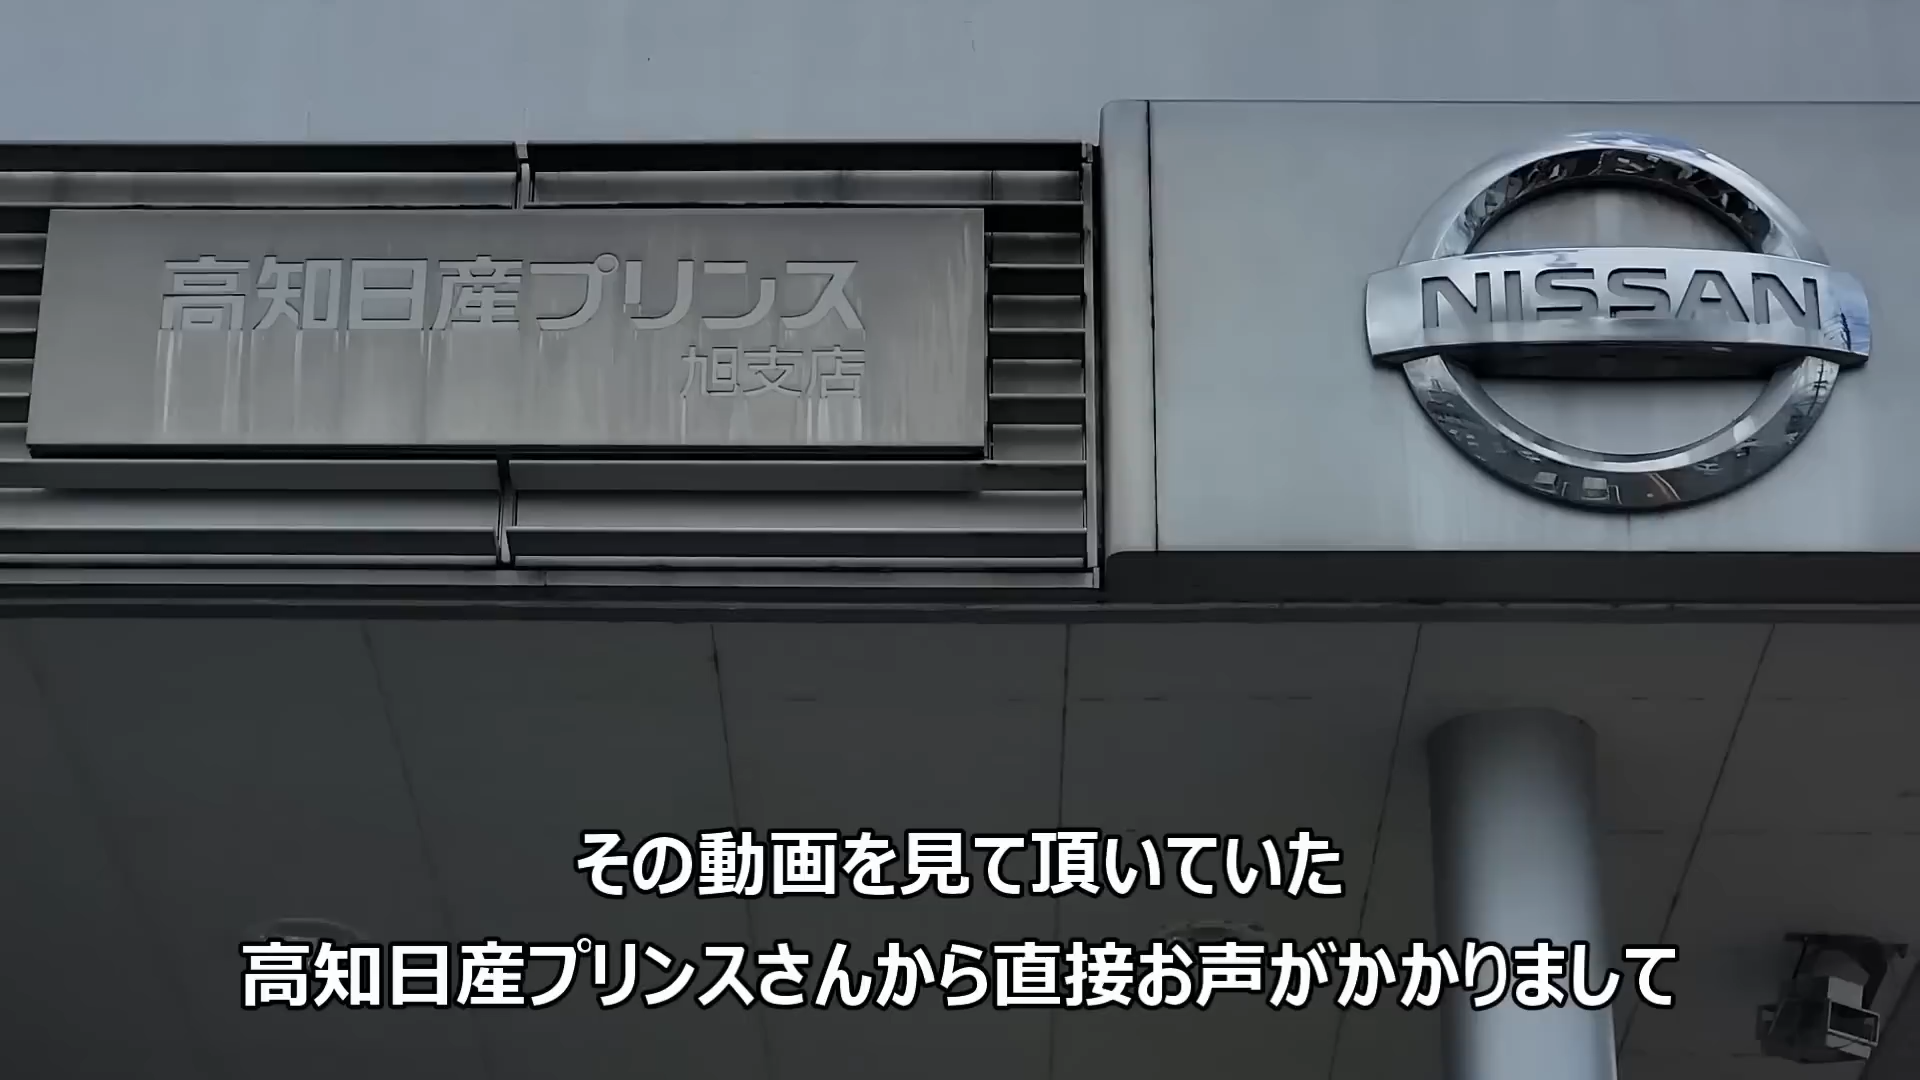 高知日産プリンス
旭支店
NISSAN
その動画を見て頂いていた
高知日産プリンスさんから直接お声がかかりまして